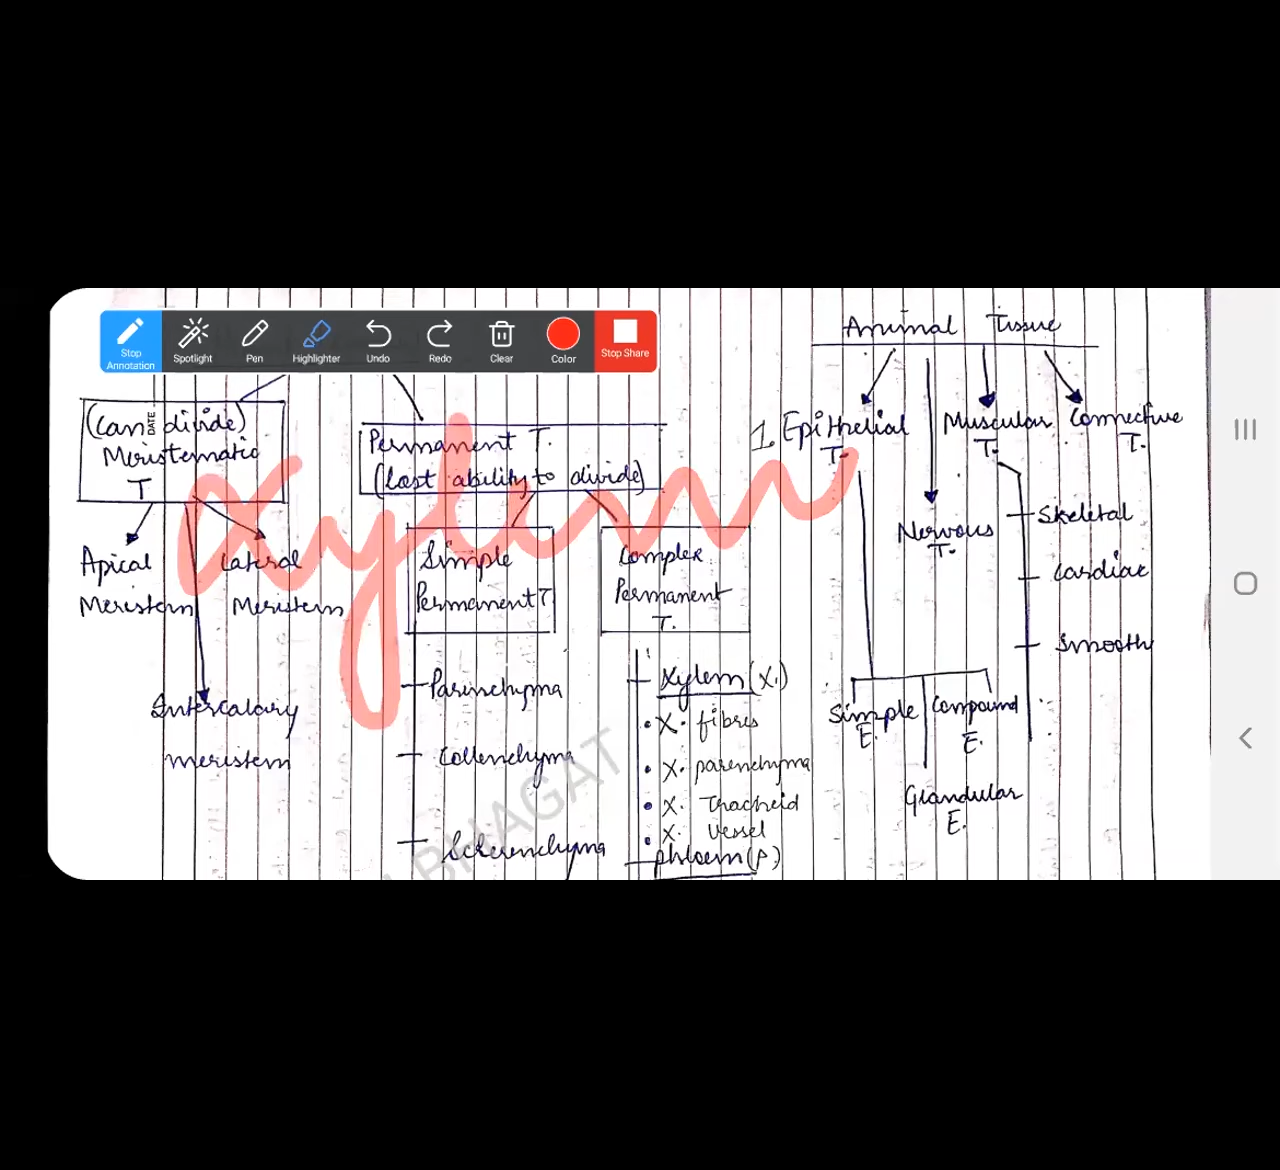 Stop
Annotation
Spotlight
Pen
Highlighter
Undo
Redo
Clear
Color
Stop Share
xylem
DATE
(Can divide)
Meristematic
T
Apical
Meristem
Lateral
Meristem
Intercalary
meristem
Permanent T.
(lost ability to divide)
Simple
Permanent T
Parenchyma
Collenchyma
Sclerenchyma
Complex
Permanent
T.
Xylem (X.)
• X. fibres
• X. parenchyma
• X. Tracheid
• X. vessel
phloem (P)
BHAGAT
Animal Tissue
1. Epithelial
T.
Muscular
T.
Connective
T.
Nervous
T.
Skeletal
Cardiac
Smooth
Simple
E.
Compound
E.
Glandular
E.